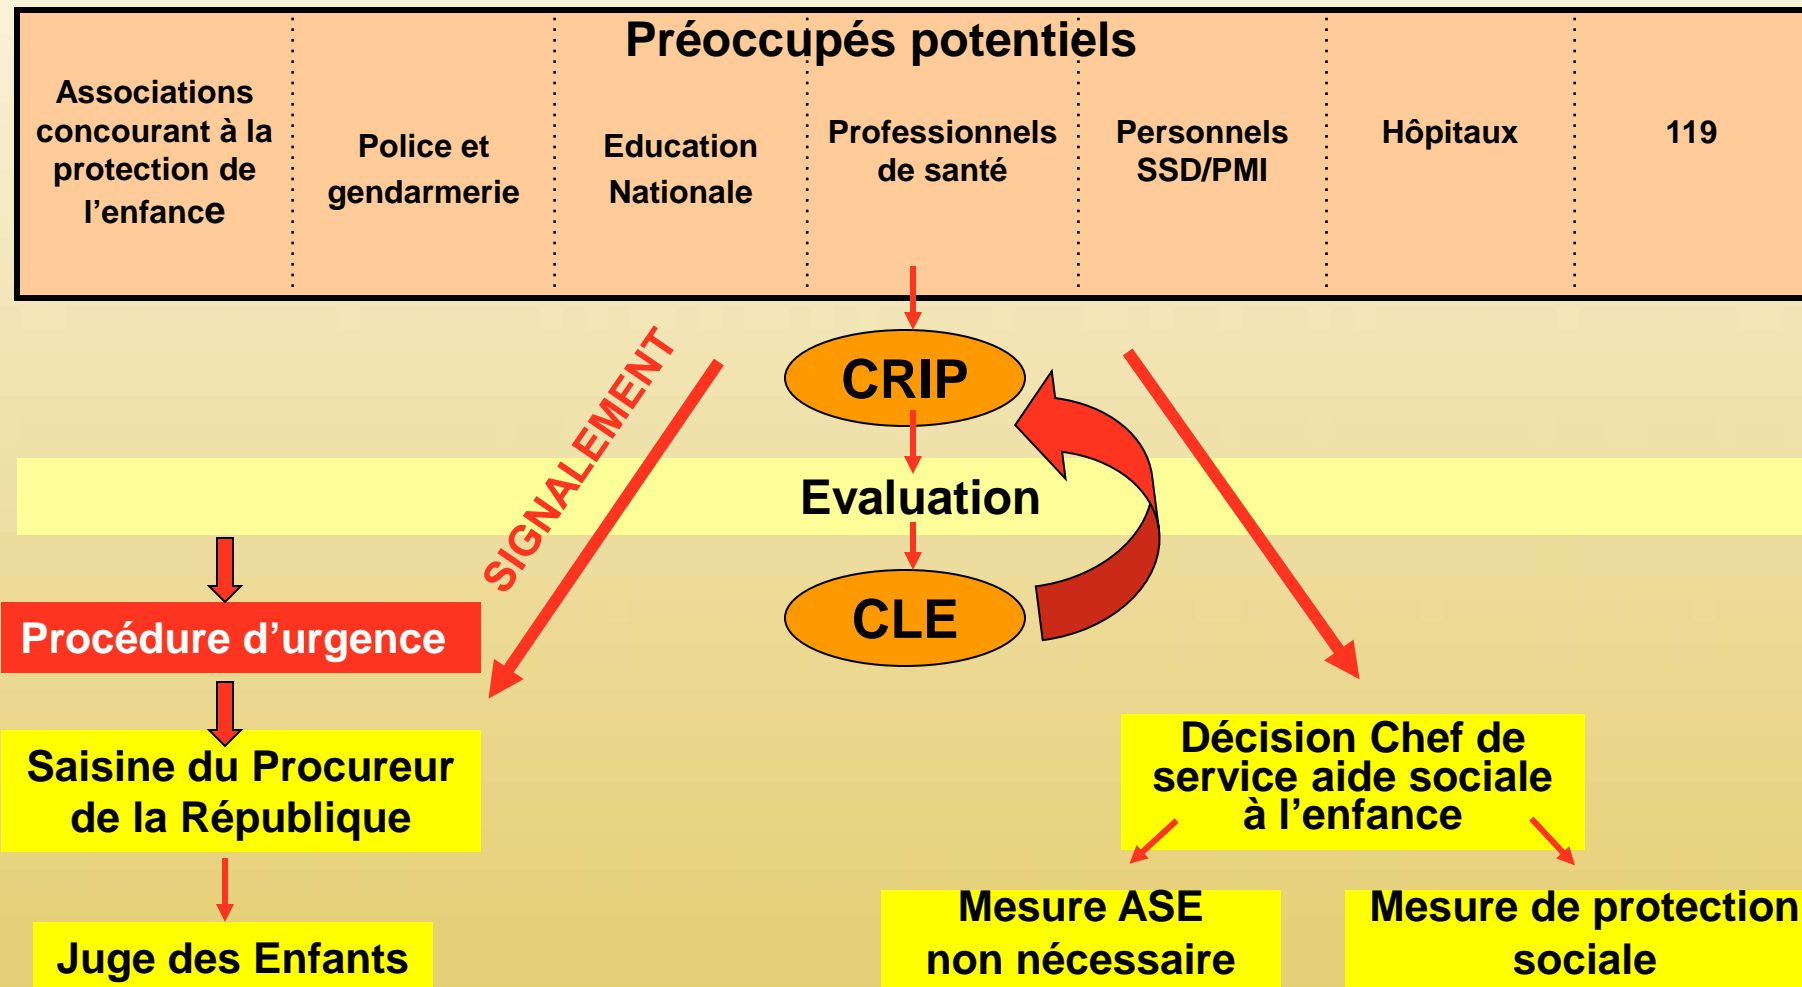 Préoccupés potentiels
Associations
concourant à la
protection de
l’enfance
Police et
gendarmerie
Education
Nationale
Professionnels
de santé
Personnels
SSD/PMI
Hôpitaux
119
SIGNALEMENT
CRIP
Evaluation
CLE
Procédure d’urgence
Saisine du Procureur
de la République
Juge des Enfants
Décision Chef de
service aide sociale
à l’enfance
Mesure ASE
non nécessaire
Mesure de protection
sociale